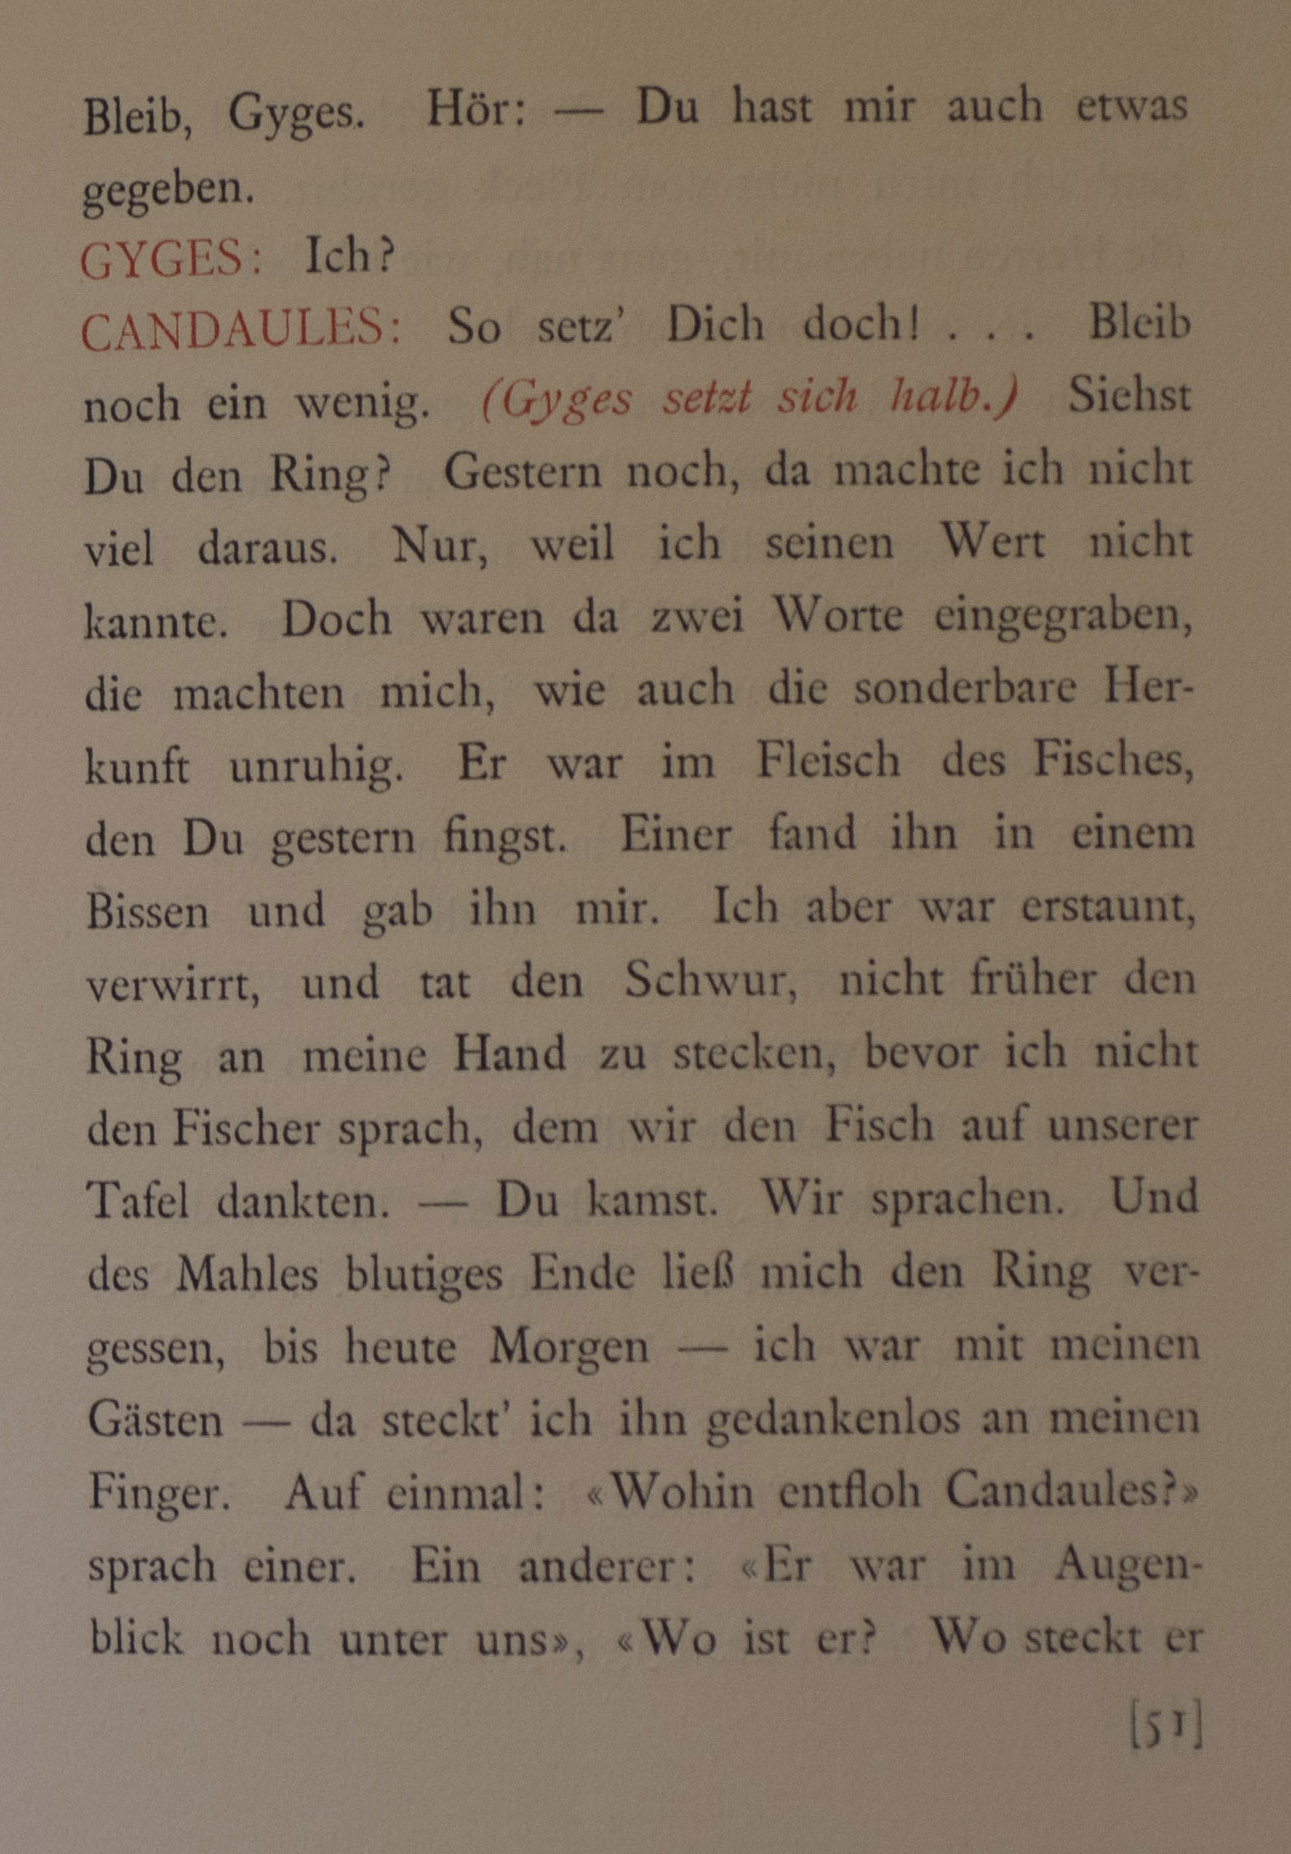 Bleib, Gyges. Hör: — Du hast mir auch etwas
gegeben.
GYGES: Ich?
CANDAULES: So setz’ Dich doch! . . . Bleib
noch ein wenig. (Gyges setzt sich halb.) Siehst
Du den Ring? Gestern noch, da machte ich nicht
viel daraus. Nur, weil ich seinen Wert nicht
kannte. Doch waren da zwei Worte eingegraben,
die machten mich, wie auch die sonderbare Her-
kunft unruhig. Er war im Fleisch des Fisches,
den Du gestern fingst. Einer fand ihn in einem
Bissen und gab ihn mir. Ich aber war erstaunt,
verwirrt, und tat den Schwur, nicht früher den
Ring an meine Hand zu stecken, bevor ich nicht
den Fischer sprach, dem wir den Fisch auf unserer
Tafel dankten. — Du kamst. Wir sprachen. Und
des Mahles blutiges Ende ließ mich den Ring ver-
gessen, bis heute Morgen — ich war mit meinen
Gästen — da steckt’ ich ihn gedankenlos an meinen
Finger. Auf einmal: «Wohin entfloh Candaules?»
sprach einer. Ein anderer: «Er war im Augen-
blick noch unter uns», «Wo ist er? Wo steckt er
[51]